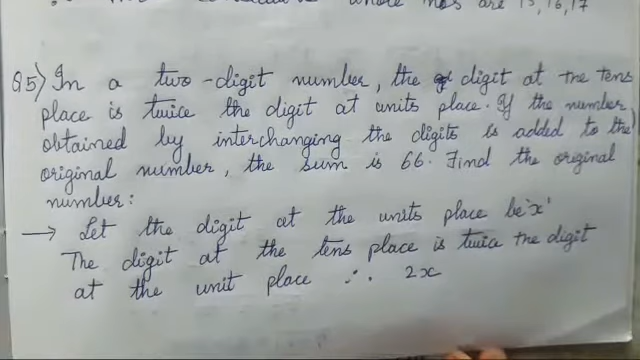 whole no's are 15, 16, 17
Q5) In a two-digit number, the digit at the tens
place is twice the digit at units place. If the number
obtained by interchanging the digits is added to the
original number, the sum is 66. Find the original
number:
→ Let the digit at the units place be 'x'
The digit at the tens place is twice the digit
at the unit place ∴ 2x